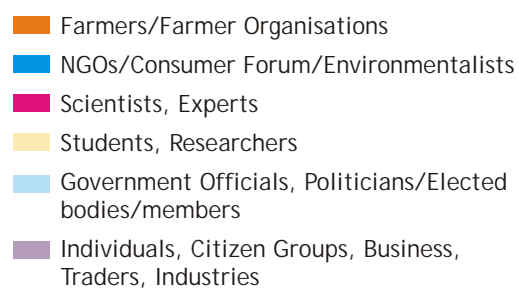 Farmers/Farmer Organisations
NGOs/Consumer Forum/Environmentalists
Scientists, Experts
Students, Researchers
Government Officials, Politicians/Elected
bodies/members
Individuals, Citizen Groups, Business,
Traders, Industries